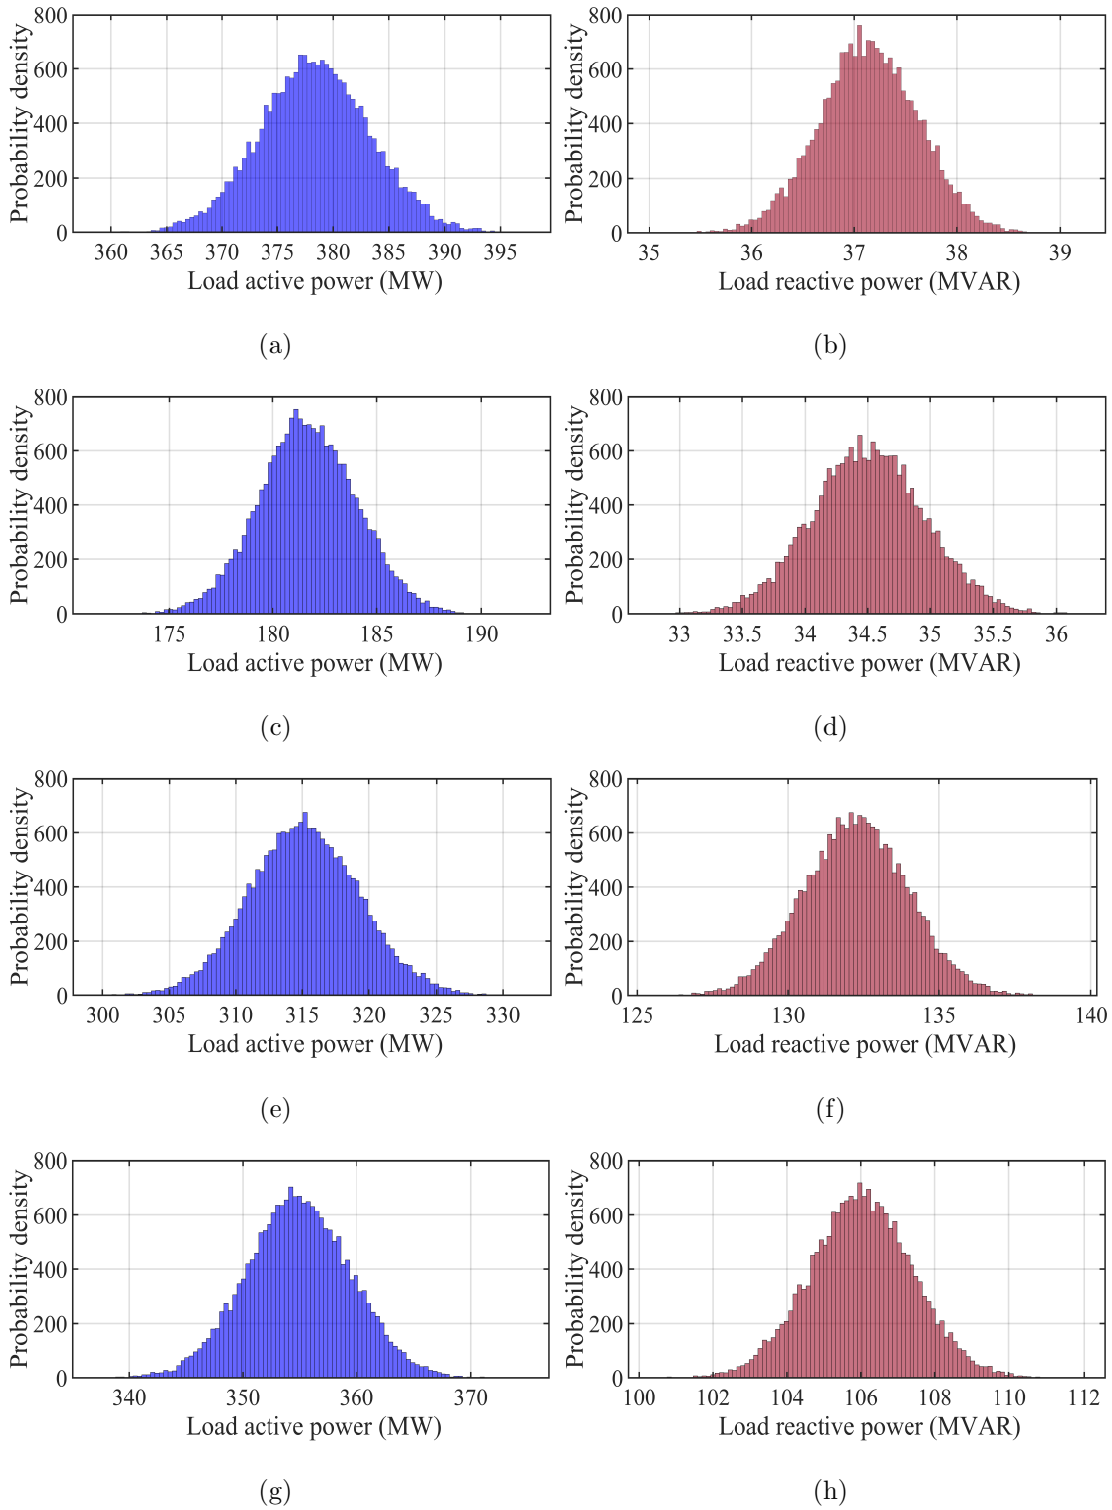 800
600
400
200
0
Probability density
360 365 370 375 380 385 390 395
Load active power (MW)
(a)
800
600
400
200
0
Probability density
35 36 37 38 39
Load reactive power (MVAR)
(b)
800
600
400
200
0
Probability density
175 180 185 190
Load active power (MW)
(c)
800
600
400
200
0
Probability density
33 33.5 34 34.5 35 35.5 36
Load reactive power (MVAR)
(d)
800
600
400
200
0
Probability density
300 305 310 315 320 325 330
Load active power (MW)
(e)
800
600
400
200
0
Probability density
125 130 135 140
Load reactive power (MVAR)
(f)
800
600
400
200
0
Probability density
340 350 360 370
Load active power (MW)
(g)
800
600
400
200
0
Probability density
100 102 104 106 108 110 112
Load reactive power (MVAR)
(h)